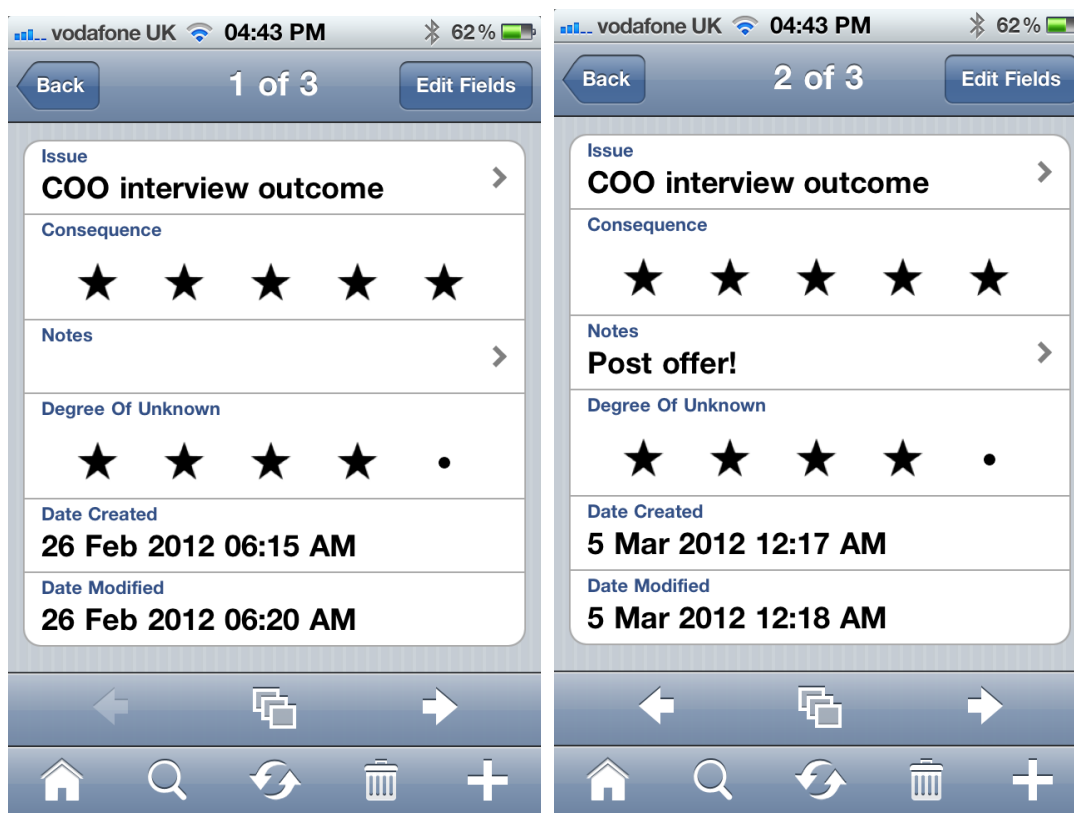 vodafone UK 04:43 PM 62%
Back 1 of 3 Edit Fields
Issue
COO interview outcome
Consequence
Notes
Degree Of Unknown
Date Created
26 Feb 2012 06:15 AM
Date Modified
26 Feb 2012 06:20 AM
vodafone UK 04:43 PM 62%
Back 2 of 3 Edit Fields
Issue
COO interview outcome
Consequence
Notes
Post offer!
Degree Of Unknown
Date Created
5 Mar 2012 12:17 AM
Date Modified
5 Mar 2012 12:18 AM